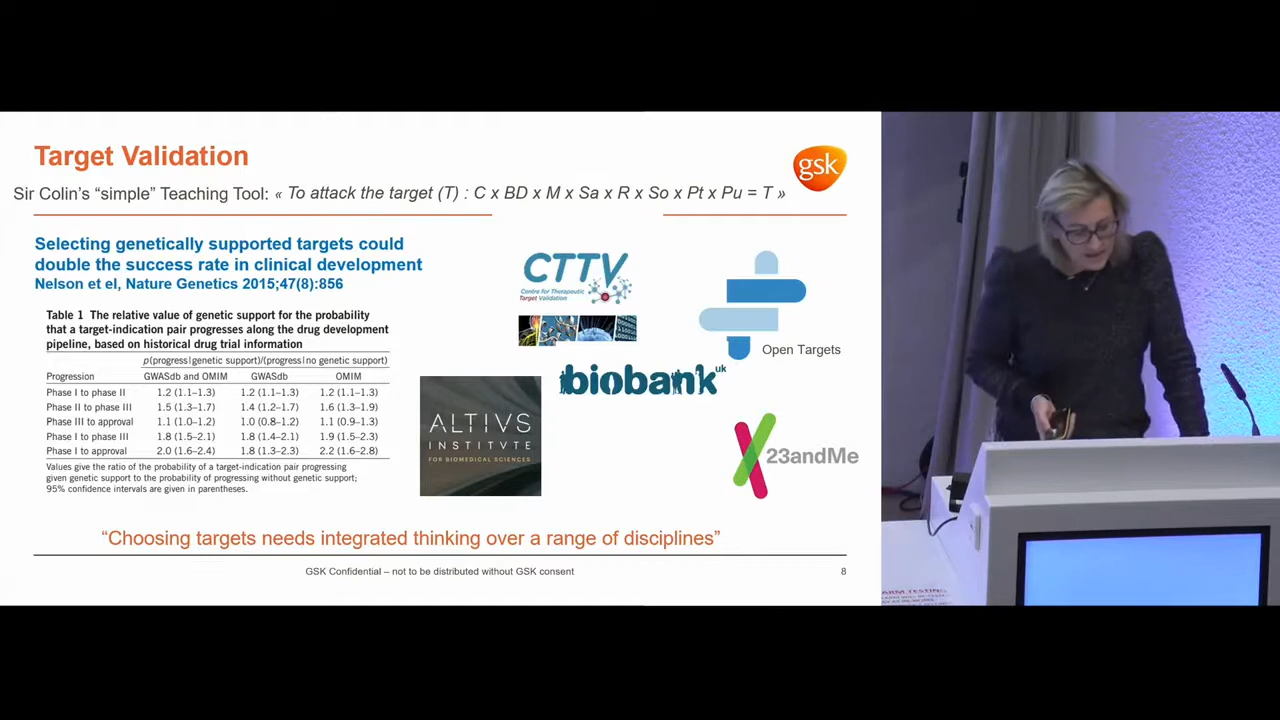 Target Validation
gsk
Sir Colin's “simple” Teaching Tool: « To attack the target (T) : C x BD x M x Sa x R x So x Pt x Pu = T »
Selecting genetically supported targets could
double the success rate in clinical development
Nelson et el, Nature Genetics 2015;47(8):856
Table 1 The relative value of genetic support for the probability
that a target-indication pair progresses along the drug development
pipeline, based on historical drug trial information
p(progress|genetic support)/(progress|no genetic support)
Progression GWASdb and OMIM GWASdb OMIM
Phase I to phase II 1.2 (1.1–1.3) 1.2 (1.1–1.3) 1.2 (1.1–1.3)
Phase II to phase III 1.5 (1.3–1.7) 1.4 (1.2–1.7) 1.6 (1.3–1.9)
Phase III to approval 1.1 (1.0–1.2) 1.0 (0.8–1.2) 1.1 (0.9–1.3)
Phase I to phase III 1.8 (1.5–2.1) 1.8 (1.4–2.1) 1.9 (1.5–2.3)
Phase I to approval 2.0 (1.6–2.4) 1.8 (1.3–2.3) 2.2 (1.6–2.8)
Values give the ratio of the probability of a target-indication pair progressing
given genetic support to the probability of progressing without genetic support;
95% confidence intervals are given in parentheses.
CTTV
Centre for Therapeutic
Target Validation
Open Targets
biobank uk
ALTIVS
INSTITVTE
FOR BIOMEDICAL SCIENCES
23andMe
“Choosing targets needs integrated thinking over a range of disciplines”
GSK Confidential – not to be distributed without GSK consent
8